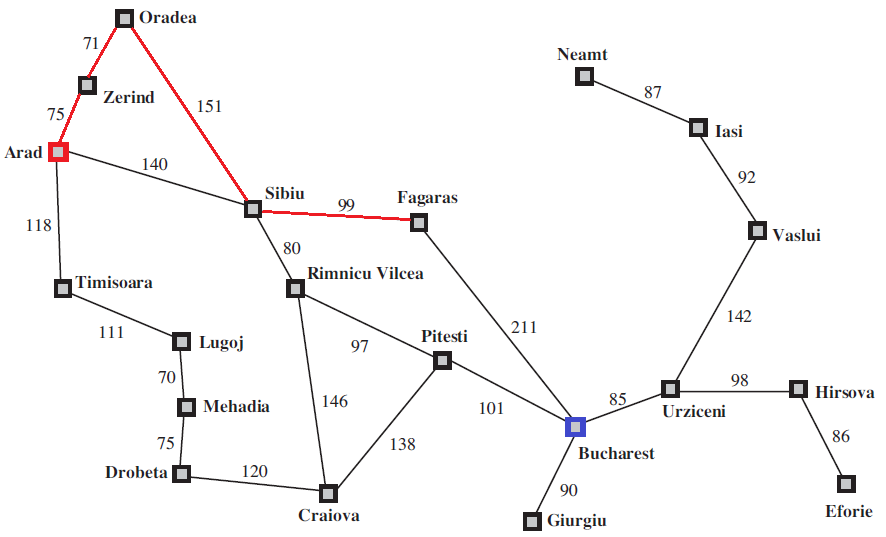 Oradea
71
Neamt
87
Zerind
151
75
Iasi
Arad
140
92
Sibiu
99
Fagaras
118
Vaslui
80
Rimnicu Vilcea
Timisoara
142
211
111
Lugoj
97
Pitesti
70
98
Hirsova
146
101
85
Urziceni
Mehadia
86
75
138
Bucharest
Drobeta
120
90
Craiova
Giurgiu
Eforie